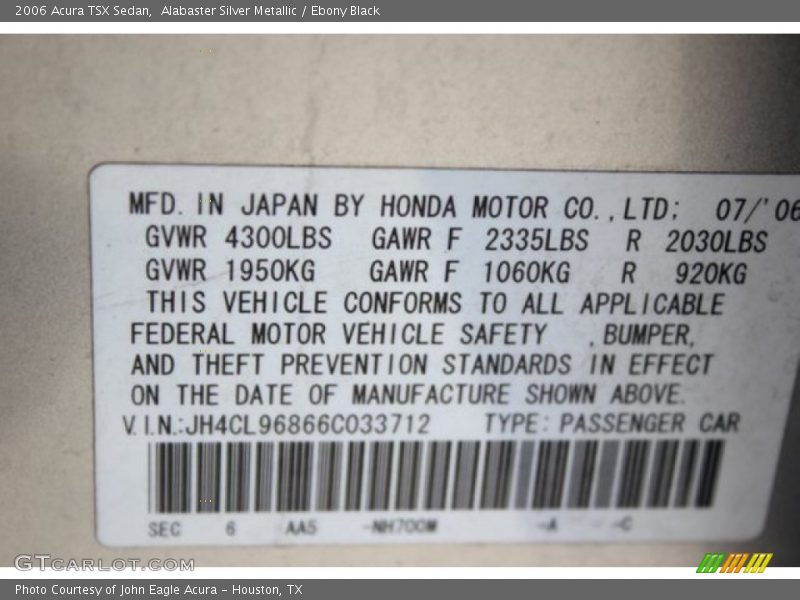 2006 Acura TSX Sedan,  Alabaster Silver Metallic / Ebony Black
MFD. IN JAPAN BY HONDA MOTOR CO., LTD; 07/'06
GVWR 4300LBS GAWR F 2335LBS R 2030LBS
GVWR 1950KG GAWR F 1060KG R 920KG
THIS VEHICLE CONFORMS TO ALL APPLICABLE
FEDERAL MOTOR VEHICLE SAFETY , BUMPER,
AND THEFT PREVENTION STANDARDS IN EFFECT
ON THE DATE OF MANUFACTURE SHOWN ABOVE.
V.I.N.:JH4CL96866C033712 TYPE: PASSENGER CAR
SEC 6 AA5 -NH700M -A -C
GTcarlot.com
Photo Courtesy of John Eagle Acura - Houston, TX